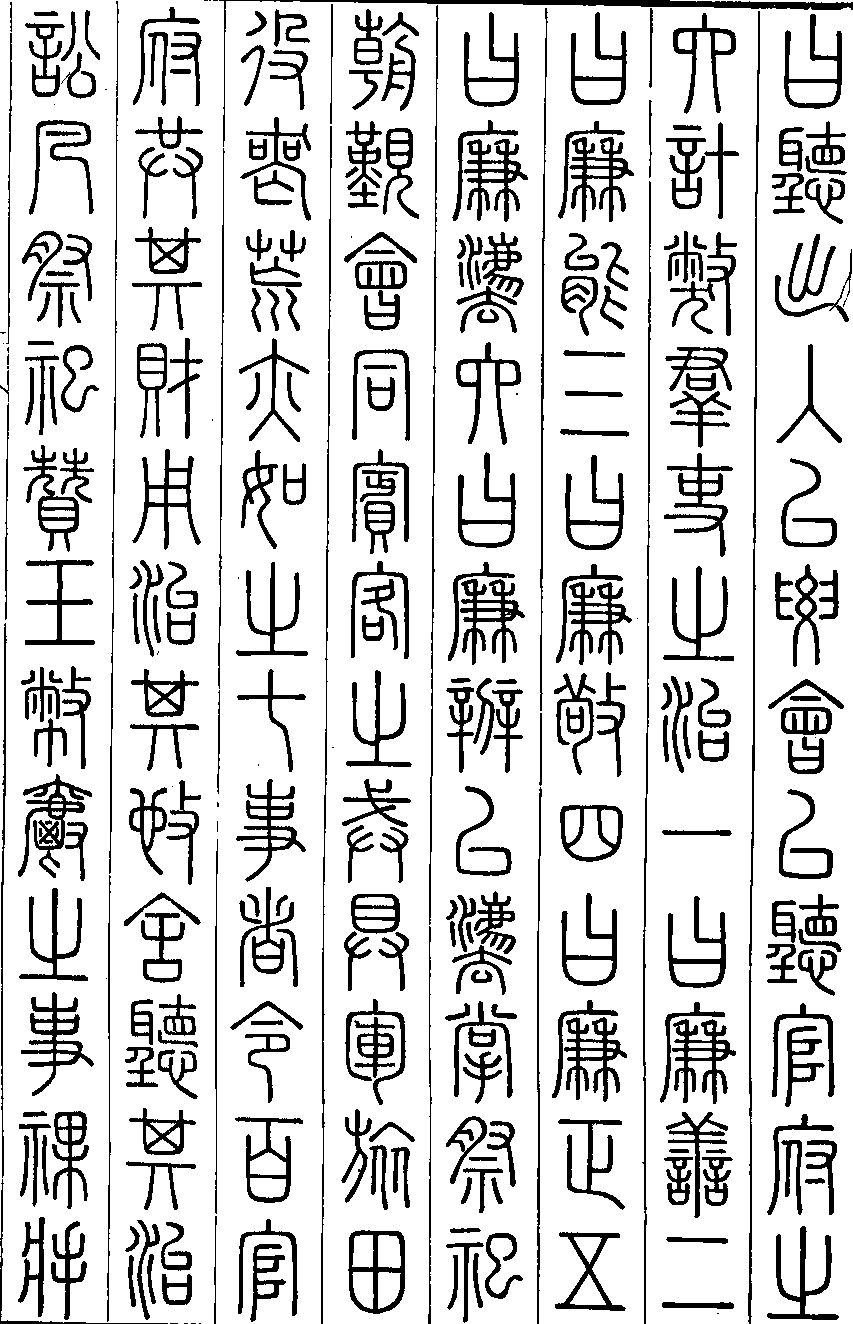 曰聽出入以要會以聽官府之
六計弊羣吏之治一曰廉善二
曰廉能三曰廉敬四曰廉正五
曰廉灋六曰廉辨以灋掌祭祀
朝覲會同賓客之戒具軍旅田
役喪荒亦如之七事者令百官
府共其財用治其施舍聽其治
訟凡祭祀贊王幣爵之事祼將